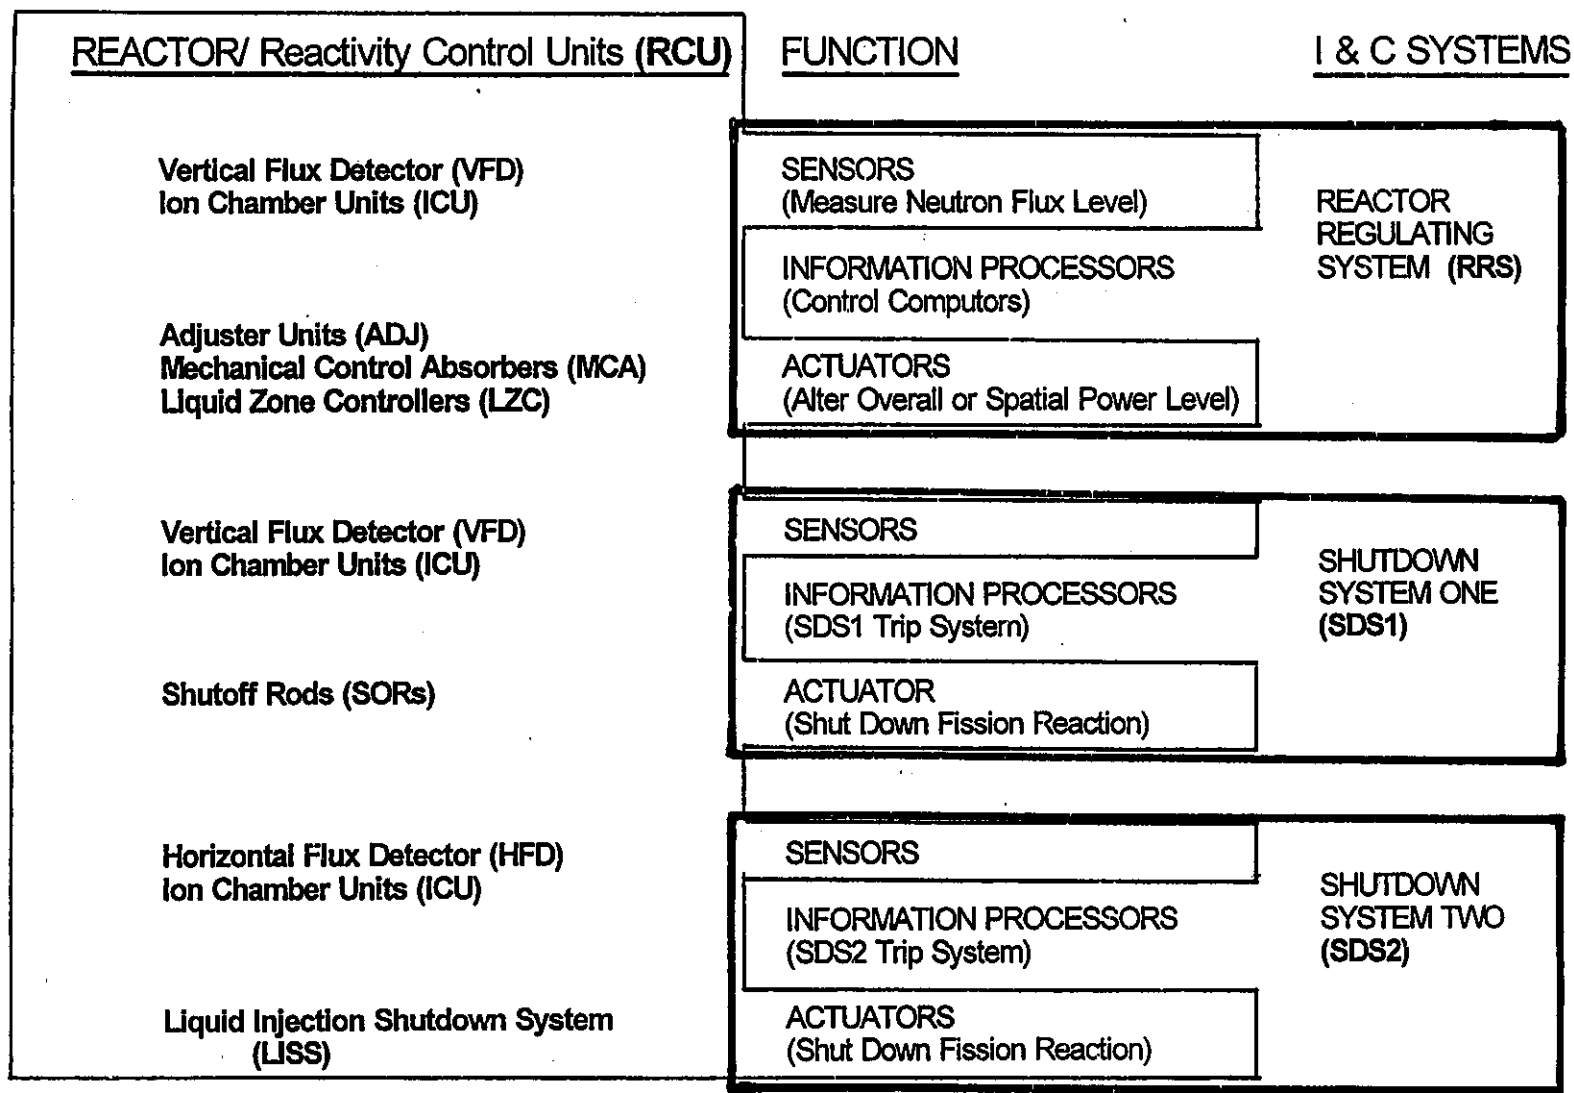 REACTOR/ Reactivity Control Units (RCU)
FUNCTION
I & C SYSTEMS
Vertical Flux Detector (VFD)
Ion Chamber Units (ICU)
SENSORS
(Measure Neutron Flux Level)
REACTOR
REGULATING
SYSTEM (RRS)
INFORMATION PROCESSORS
(Control Computors)
Adjuster Units (ADJ)
Mechanical Control Absorbers (MCA)
Liquid Zone Controllers (LZC)
ACTUATORS
(Alter Overall or Spatial Power Level)
Vertical Flux Detector (VFD)
Ion Chamber Units (ICU)
SENSORS
SHUTDOWN
SYSTEM ONE
(SDS1)
INFORMATION PROCESSORS
(SDS1 Trip System)
Shutoff Rods (SORs)
ACTUATOR
(Shut Down Fission Reaction)
Horizontal Flux Detector (HFD)
Ion Chamber Units (ICU)
SENSORS
SHUTDOWN
SYSTEM TWO
(SDS2)
INFORMATION PROCESSORS
(SDS2 Trip System)
Liquid Injection Shutdown System
(LISS)
ACTUATORS
(Shut Down Fission Reaction)